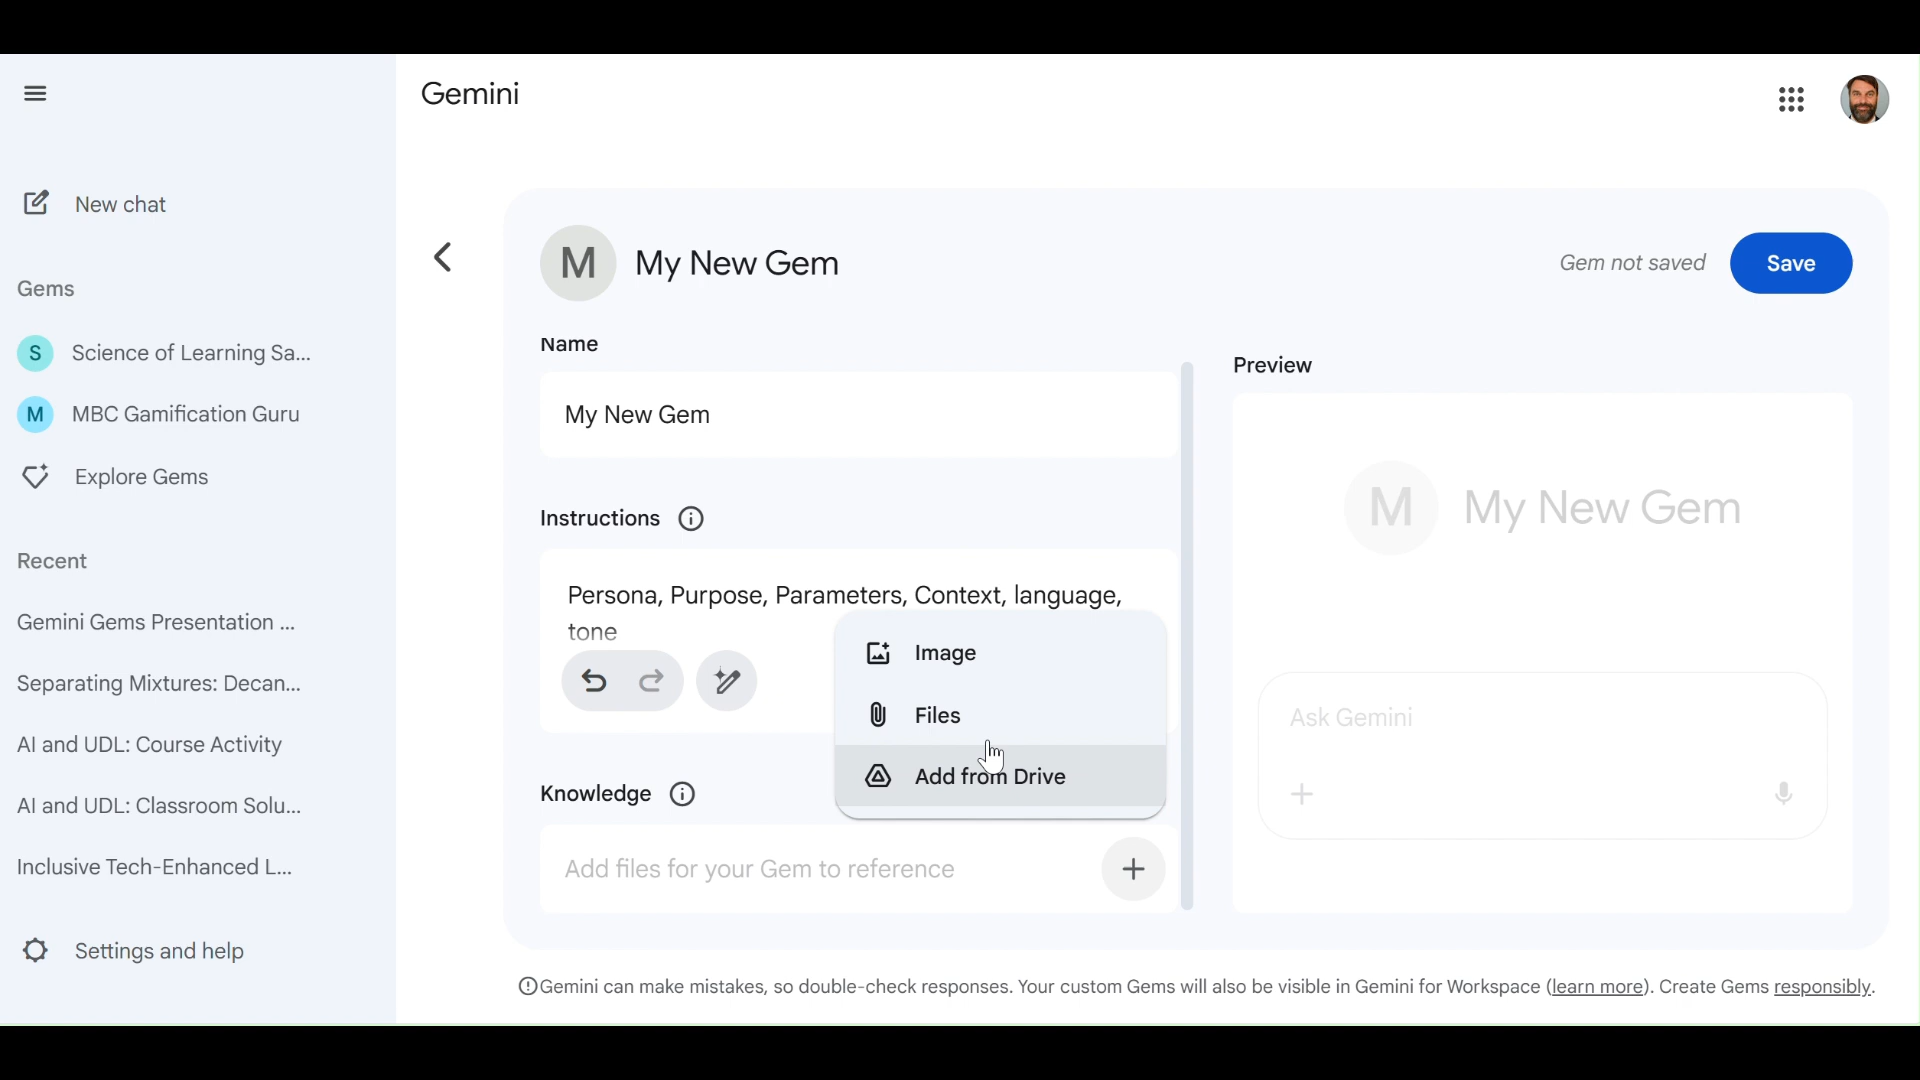 Gemini
New chat
Gems
S Science of Learning Sa...
M MBC Gamification Guru
Explore Gems
Recent
Gemini Gems Presentation ...
Separating Mixtures: Decan...
AI and UDL: Course Activity
AI and UDL: Classroom Solu...
Inclusive Tech-Enhanced L...
Settings and help
M My New Gem
Gem not saved
Save
Name
My New Gem
Instructions
Persona, Purpose, Parameters, Context, language,
tone
Image
Files
Add from Drive
Knowledge
Add files for your Gem to reference
Preview
M My New Gem
Ask Gemini
Gemini can make mistakes, so double-check responses. Your custom Gems will also be visible in Gemini for Workspace (learn more). Create Gems responsibly.